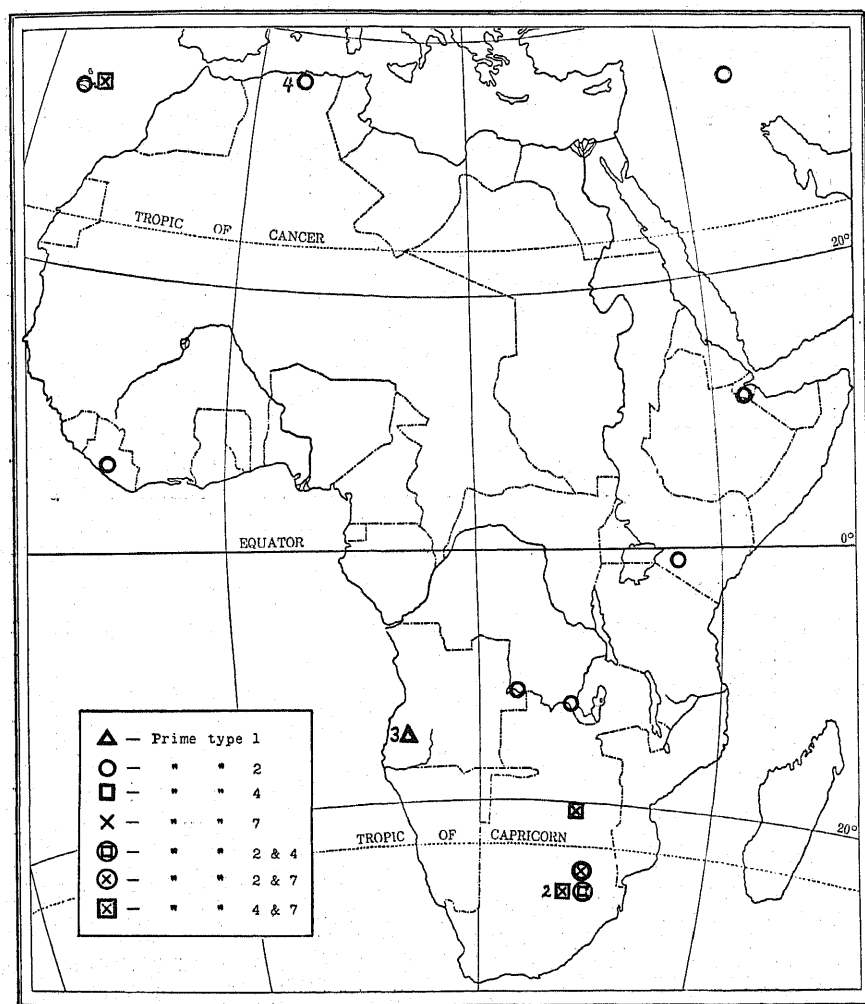 4
TROPIC OF CANCER
20°
EQUATOR
0°
3
△ — Prime type 1
○ — " " 2
□ — " " 4
× — " " 7
" " 2 & 4
" " 2 & 7
" " 4 & 7
20°
TROPIC OF CAPRICORN
2